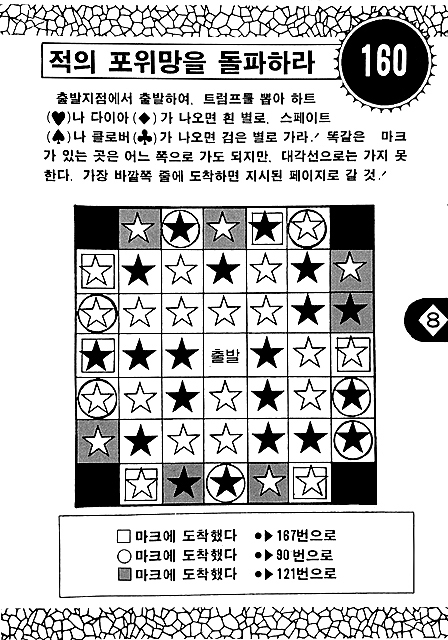 적의 포위망을 돌파하라
160
출발지점에서 출발하여, 트럼프를 뽑아 하트
(♥)나 다이아(◆)가 나오면 흰 별로, 스페이트
(♠)나 클로버(♣)가 나오면 검은 별로 가라.! 똑같은 마크
가 있는 곳은 어느 쪽으로 가도 되지만, 대각선으로는 가지 못
한다. 가장 바깥쪽 줄에 도착하면 지시된 페이지로 갈 것.!
8
출발
□ 마크에 도착했다 ●▶167번으로
○ 마크에 도착했다 ●▶90번으로
■ 마크에 도착했다 ●▶121번으로